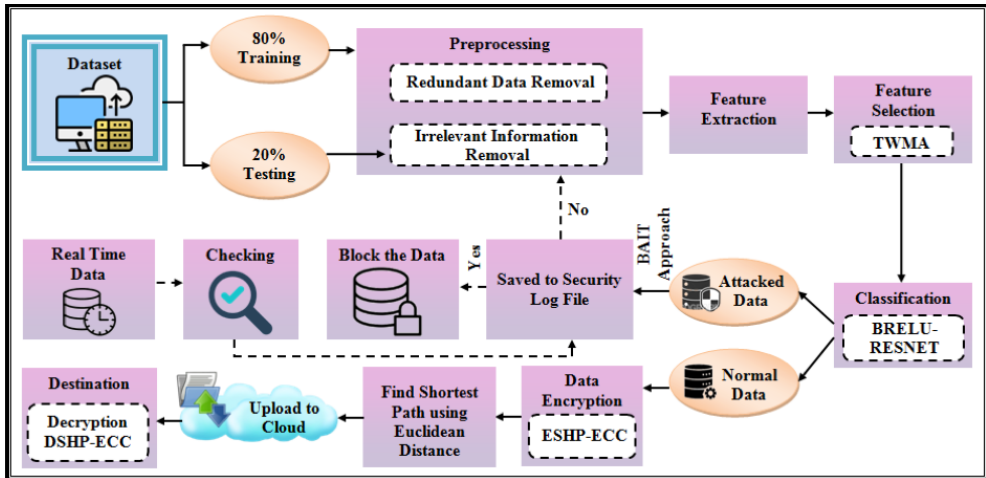 Dataset
80%
Training
20%
Testing
Preprocessing
Redundant Data Removal
Irrelevant Information
Removal
Feature
Extraction
Feature
Selection
TWMA
No
Real Time
Data
Checking
Block the Data
Yes
Saved to Security
Log File
BAIT
Approach
Attacked
Data
Classification
BRELU-
RESNET
Normal
Data
Destination
Decryption
DSHP-ECC
Upload to
Cloud
Find Shortest
Path using
Euclidean
Distance
Data
Encryption
ESHP-ECC